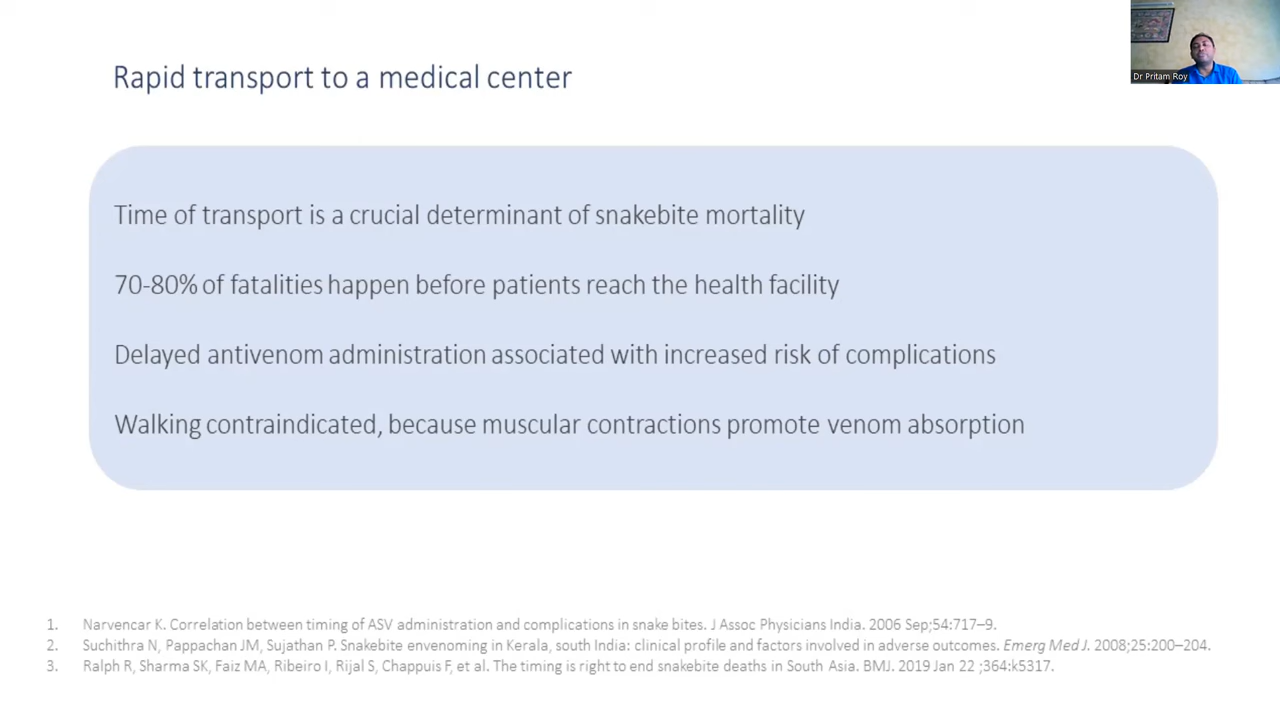 Dr Pritam Roy
Rapid transport to a medical center
Time of transport is a crucial determinant of snakebite mortality
70-80% of fatalities happen before patients reach the health facility
Delayed antivenom administration associated with increased risk of complications
Walking contraindicated, because muscular contractions promote venom absorption
1. Narvencar K. Correlation between timing of ASV administration and complications in snake bites. J Assoc Physicians India. 2006 Sep;54:717–9.
2. Suchithra N, Pappachan JM, Sujathan P. Snakebite envenoming in Kerala, south India: clinical profile and factors involved in adverse outcomes. Emerg Med J. 2008;25:200–204.
3. Ralph R, Sharma SK, Faiz MA, Ribeiro I, Rijal S, Chappuis F, et al. The timing is right to end snakebite deaths in South Asia. BMJ. 2019 Jan 22 ;364:k5317.